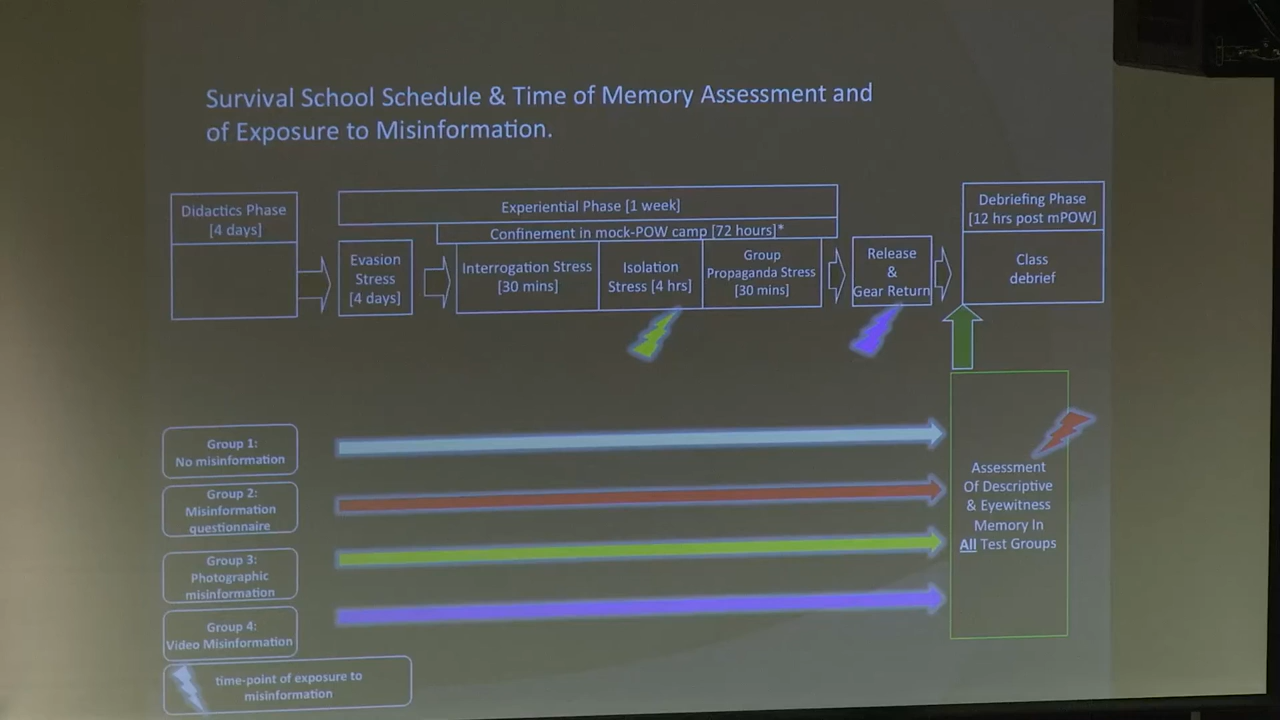 Survival School Schedule & Time of Memory Assessment and
of Exposure to Misinformation.
Didactics Phase
[4 days]
Experiential Phase [1 week]
Confinement in mock-POW camp [72 hours]*
Evasion
Stress
[4 days]
Interrogation Stress
[30 mins]
Isolation
Stress [4 hrs]
Group
Propaganda Stress
[30 mins]
Release
&
Gear Return
Debriefing Phase
[12 hrs post mPOW]
Class
debrief
Group 1:
No misinformation
Group 2:
Misinformation
questionnaire
Group 3:
Photographic
misinformation
Group 4:
Video Misinformation
time-point of exposure to
misinformation
Assessment
Of Descriptive
& Eyewitness
Memory In
All Test Groups